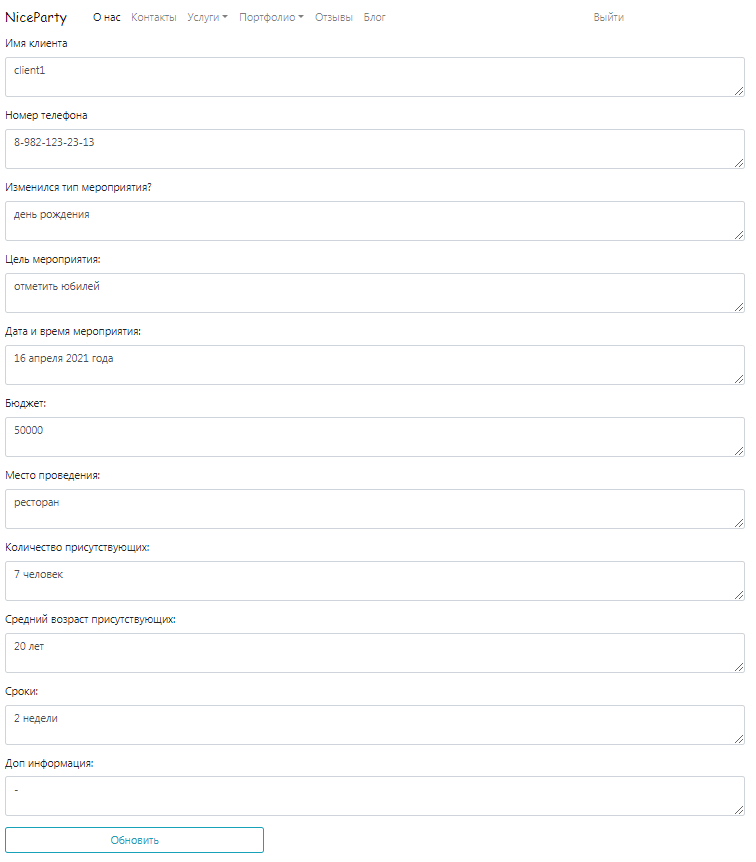 NiceParty О нас Контакты Услуги Портфолио Отзывы Блог Выйти
Имя клиента
client1
Номер телефона
8-982-123-23-13
Изменился тип мероприятия?
день рождения
Цель мероприятия:
отметить юбилей
Дата и время мероприятия:
16 апреля 2021 года
Бюджет:
50000
Место проведения:
ресторан
Количество присутствующих:
7 человек
Средний возраст присутствующих:
20 лет
Сроки:
2 недели
Доп информация:
-
Обновить